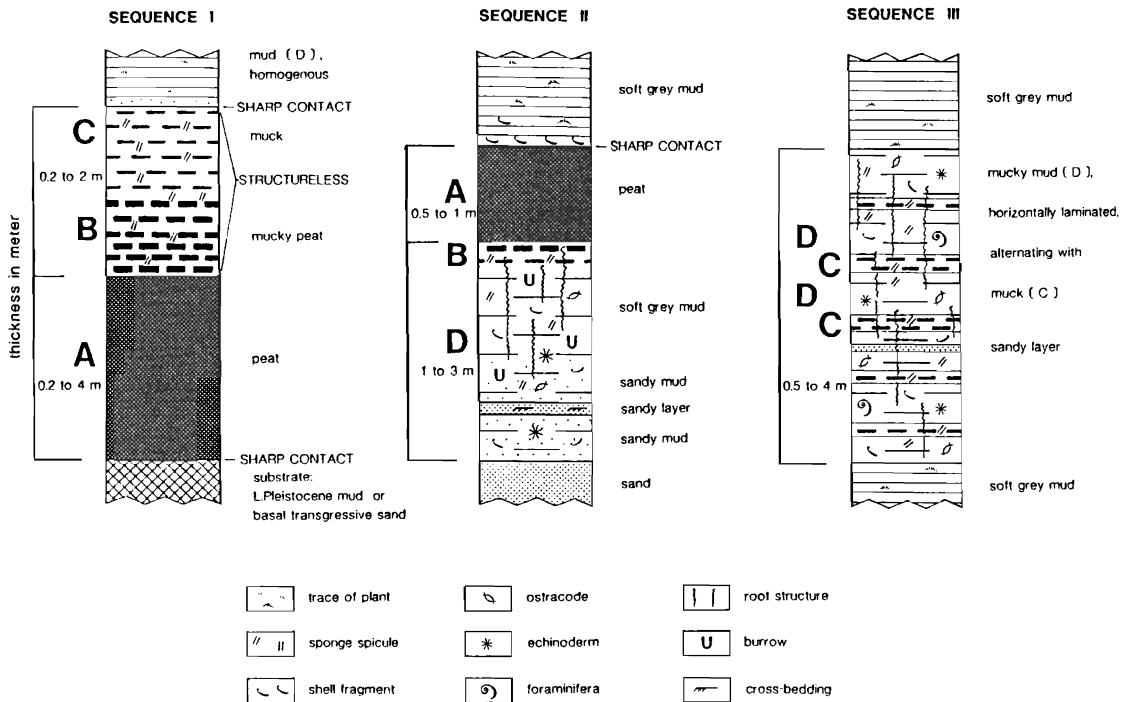 SEQUENCE I
mud ( D ),
homogenous
SHARP CONTACT
C
muck
0.2 to 2 m
STRUCTURELESS
B
mucky peat
thickness in meter
A
peat
0.2 to 4 m
SHARP CONTACT
substrate:
L.Pleistocene mud or
basal transgressive sand
SEQUENCE II
soft grey mud
SHARP CONTACT
A
peat
0.5 to 1 m
B
U
soft grey mud
U
D
U
1 to 3 m
sandy mud
sandy layer
sandy mud
sand
SEQUENCE III
soft grey mud
mucky mud ( D ),
horizontally laminated,
D
alternating with
C
D
muck ( C )
C
sandy layer
0.5 to 4 m
soft grey mud
trace of plant
ostracode
root structure
sponge spicule
echinoderm
U
burrow
shell fragment
foraminifera
cross-bedding